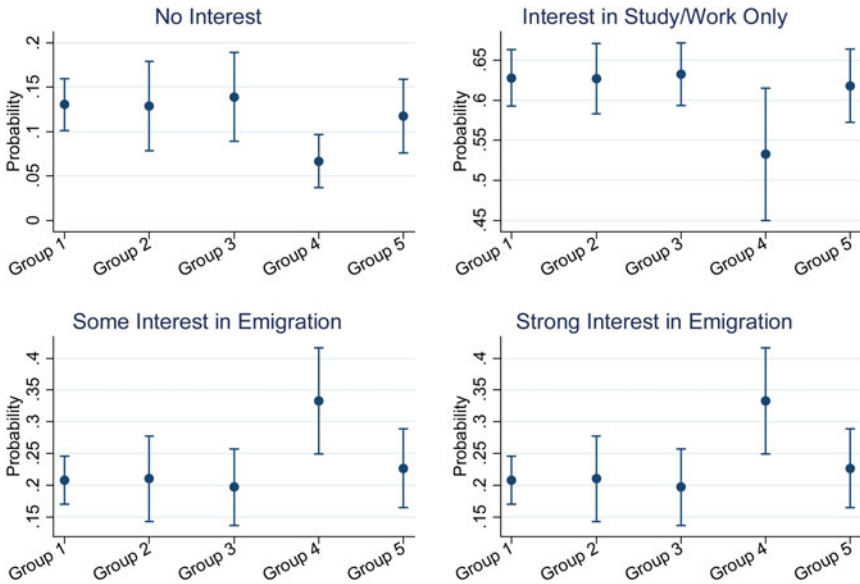 No Interest
Probability
.2
.15
.1
.05
0
Group 1
Group 2
Group 3
Group 4
Group 5
Interest in Study/Work Only
Probability
.65
.6
.55
.5
.45
Group 1
Group 2
Group 3
Group 4
Group 5
Some Interest in Emigration
Probability
.4
.35
.3
.25
.2
.15
Group 1
Group 2
Group 3
Group 4
Group 5
Strong Interest in Emigration
Probability
.4
.35
.3
.25
.2
.15
Group 1
Group 2
Group 3
Group 4
Group 5